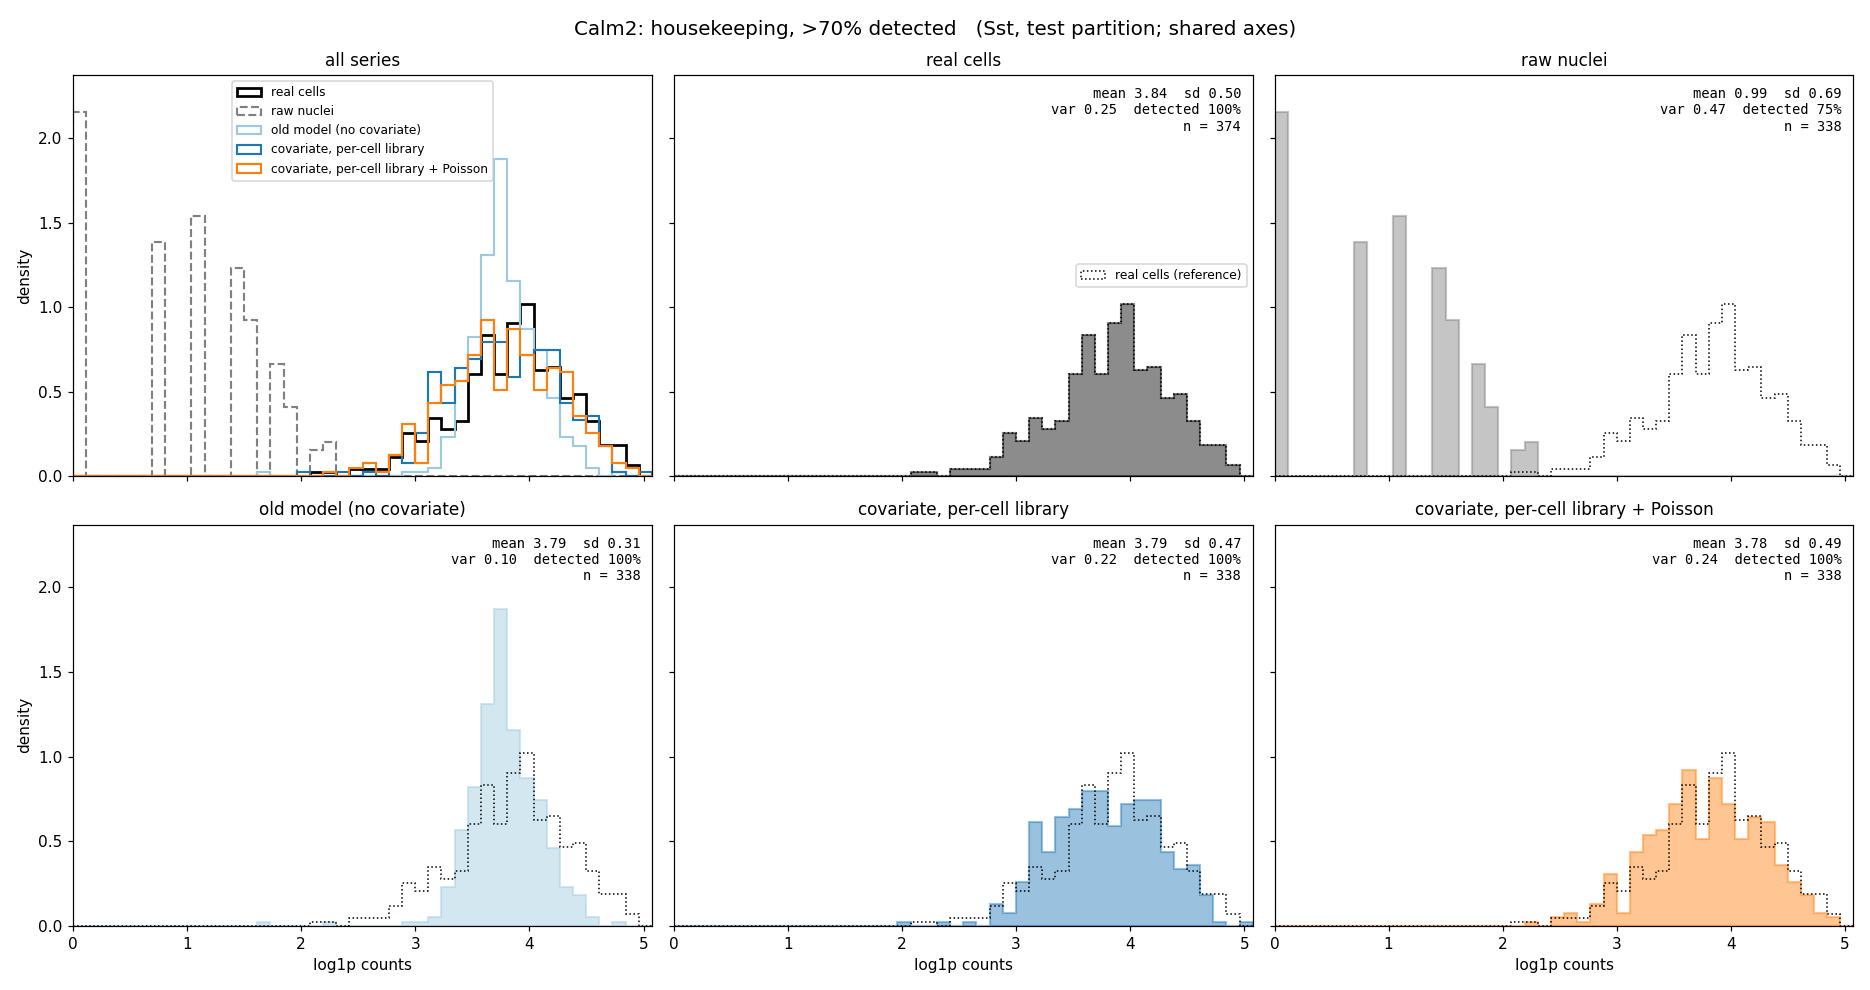 Calm2: housekeeping, >70% detected   (Sst, test partition; shared axes)
all series
real cells
raw nuclei
old model (no covariate)
covariate, per-cell library
covariate, per-cell library + Poisson
2.0
1.5
1.0
0.5
0.0
density
real cells
mean 3.84  sd 0.50
var 0.25  detected 100%
n = 374
real cells (reference)
raw nuclei
mean 0.99  sd 0.69
var 0.47  detected 75%
n = 338
old model (no covariate)
mean 3.79  sd 0.31
var 0.10  detected 100%
n = 338
2.0
1.5
1.0
0.5
0.0
density
0 1 2 3 4 5
log1p counts
covariate, per-cell library
mean 3.79  sd 0.47
var 0.22  detected 100%
n = 338
0 1 2 3 4 5
log1p counts
covariate, per-cell library + Poisson
mean 3.78  sd 0.49
var 0.24  detected 100%
n = 338
0 1 2 3 4 5
log1p counts